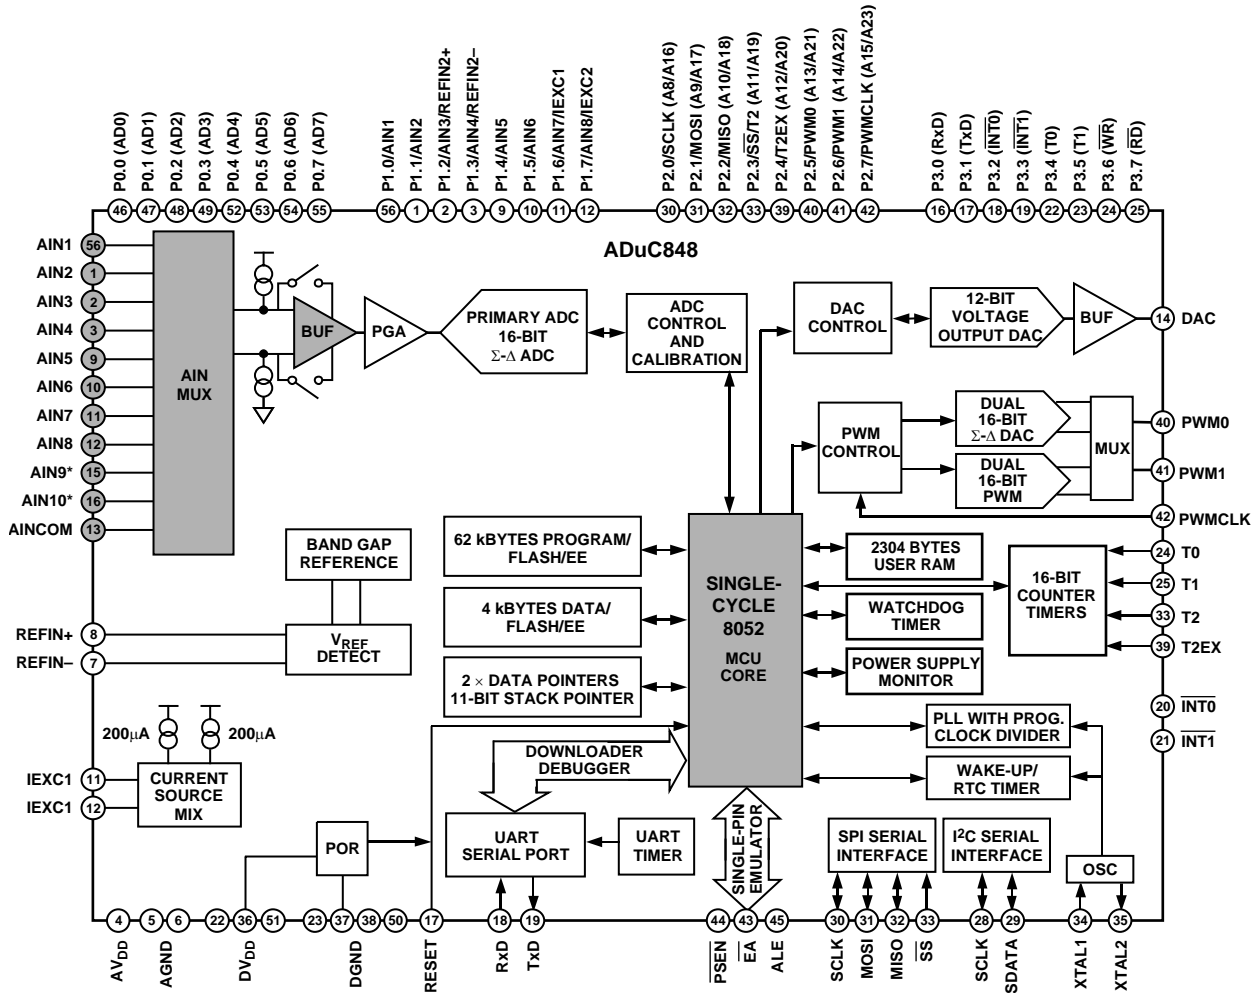 P0.0 (AD0)
P0.1 (AD1)
P0.2 (AD2)
P0.3 (AD3)
P0.4 (AD4)
P0.5 (AD5)
P0.6 (AD6)
P0.7 (AD7)
P1.0/AIN1
P1.1/AIN2
P1.2/AIN3/REFIN2+
P1.3/AIN4/REFIN2–
P1.4/AIN5
P1.5/AIN6
P1.6/AIN7/IEXC1
P1.7/AIN8/IEXC2
P2.0/SCLK (A8/A16)
P2.1/MOSI (A9/A17)
P2.2/MISO (A10/A18)
P2.3/SS/T2 (A11/A19)
P2.4/T2EX (A12/A20)
P2.5/PWM0 (A13/A21)
P2.6/PWM1 (A14/A22)
P2.7/PWMCLK (A15/A23)
P3.0 (RxD)
P3.1 (TxD)
P3.2 (INT0)
P3.3 (INT1)
P3.4 (T0)
P3.5 (T1)
P3.6 (WR)
P3.7 (RD)
46 47 48 49 52 53 54 55 56 1 2 3 9 10 11 12 30 31 32 33 39 40 41 42 16 17 18 19 22 23 24 25
ADuC848
AIN1 56
AIN2 1
AIN3 2
AIN4 3
AIN5 9
AIN6 10
AIN7 11
AIN8 12
AIN9* 15
AIN10* 16
AINCOM 13
AIN
MUX
BUF
PGA
PRIMARY ADC
16-BIT
Σ-Δ ADC
ADC
CONTROL
AND
CALIBRATION
DAC
CONTROL
12-BIT
VOLTAGE
OUTPUT DAC
BUF
14 DAC
PWM
CONTROL
DUAL
16-BIT
Σ-Δ DAC
DUAL
16-BIT
PWM
MUX
40 PWM0
41 PWM1
42 PWMCLK
BAND GAP
REFERENCE
V_REF
DETECT
REFIN+ 8
REFIN– 7
62 kBYTES PROGRAM/
FLASH/EE
4 kBYTES DATA/
FLASH/EE
2 × DATA POINTERS
11-BIT STACK POINTER
SINGLE-
CYCLE
8052
MCU
CORE
2304 BYTES
USER RAM
WATCHDOG
TIMER
POWER SUPPLY
MONITOR
16-BIT
COUNTER
TIMERS
24 T0
25 T1
33 T2
39 T2EX
20 INT0
21 INT1
PLL WITH PROG.
CLOCK DIVIDER
WAKE-UP/
RTC TIMER
200µA
200µA
IEXC1 11
IEXC1 12
CURRENT
SOURCE
MIX
DOWNLOADER
DEBUGGER
POR
UART
SERIAL PORT
UART
TIMER
SINGLE-PIN
EMULATOR
SPI SERIAL
INTERFACE
I²C SERIAL
INTERFACE
OSC
4 5 6 22 36 51 23 37 38 50 17 18 19 44 43 45 30 31 32 33 28 29 34 35
AV_DD
AGND
DV_DD
DGND
RESET
RxD
TxD
PSEN
EA
ALE
SCLK
MOSI
MISO
SS
SCLK
SDATA
XTAL1
XTAL2